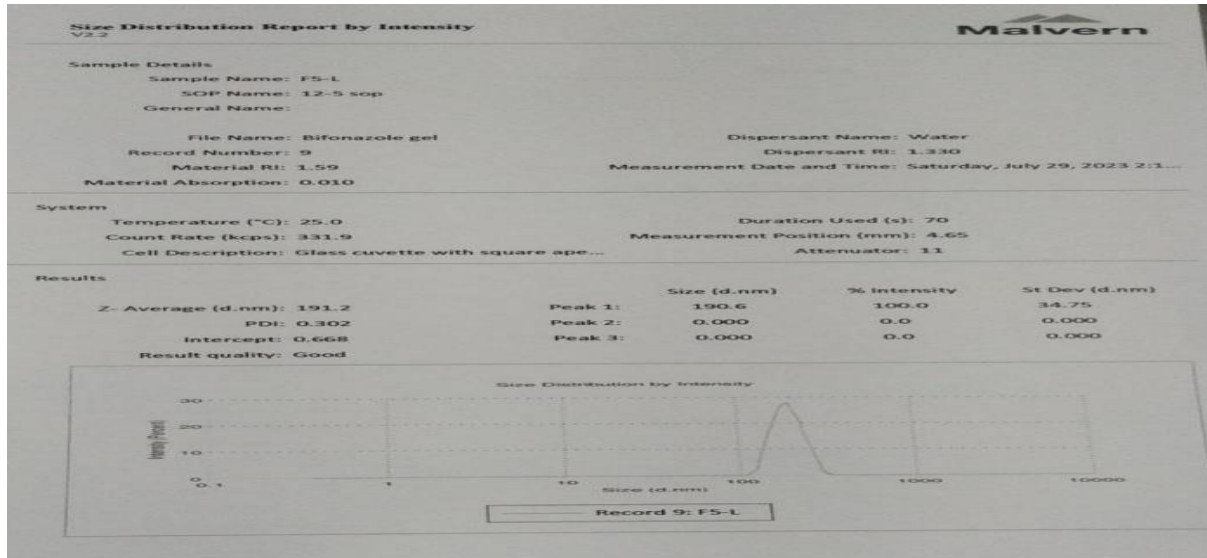 Size Distribution Report by Intensity
V2.2
Malvern
Sample Details
Sample Name: F5-L
SOP Name: 12-5 sop
General Name:
File Name: Bifonazole gel Dispersant Name: Water
Record Number: 9 Dispersant RI: 1.330
Material RI: 1.59 Measurement Date and Time: Saturday, July 29, 2023 2:1...
Material Absorption: 0.010
System
Temperature (°C): 25.0 Duration Used (s): 70
Count Rate (kcps): 331.9 Measurement Position (mm): 4.65
Cell Description: Glass cuvette with square ape... Attenuator: 11
Results
Size (d.nm) % Intensity St Dev (d.nm)
Z- Average (d.nm): 191.2 Peak 1: 190.6 100.0 34.75
PDI: 0.302 Peak 2: 0.000 0.0 0.000
Intercept: 0.668 Peak 3: 0.000 0.0 0.000
Result quality: Good
Size Distribution by Intensity
Intensity (Percent)
30
20
10
0
0.1 1 10 100 1000 10000
Size (d.nm)
Record 9: F5-L